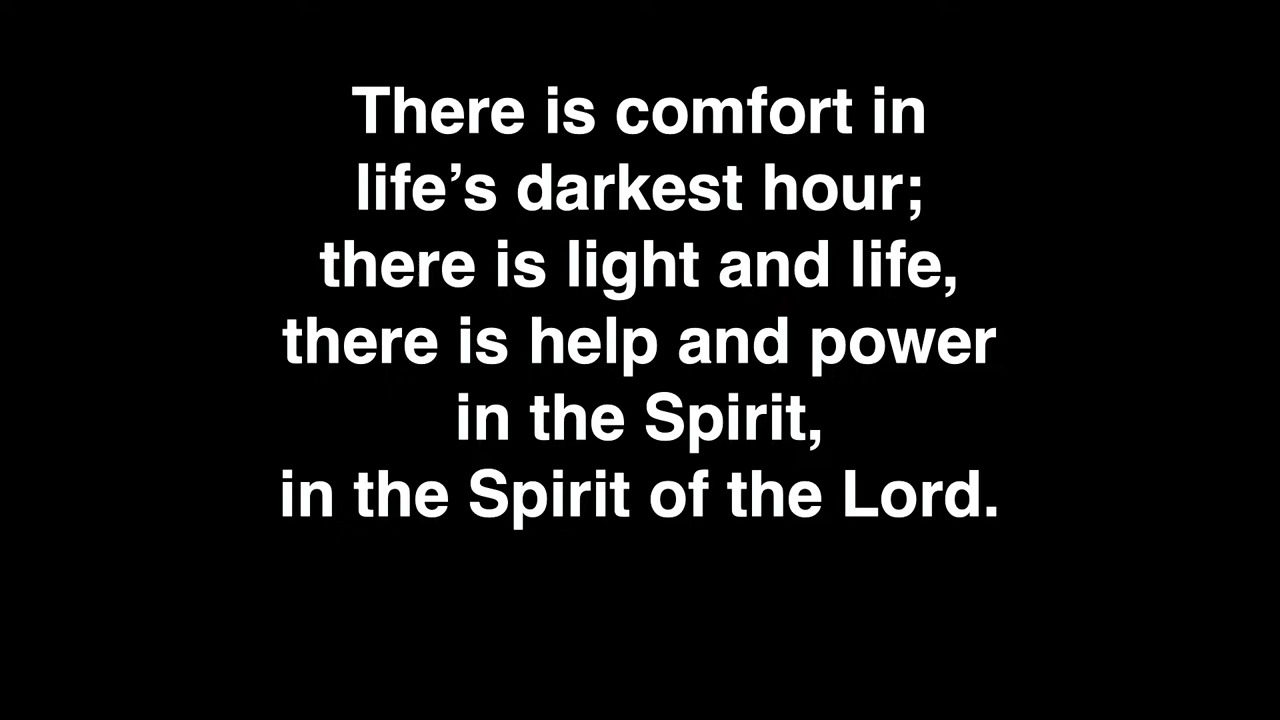 There is comfort in
life’s darkest hour;
there is light and life,
there is help and power
in the Spirit,
in the Spirit of the Lord.